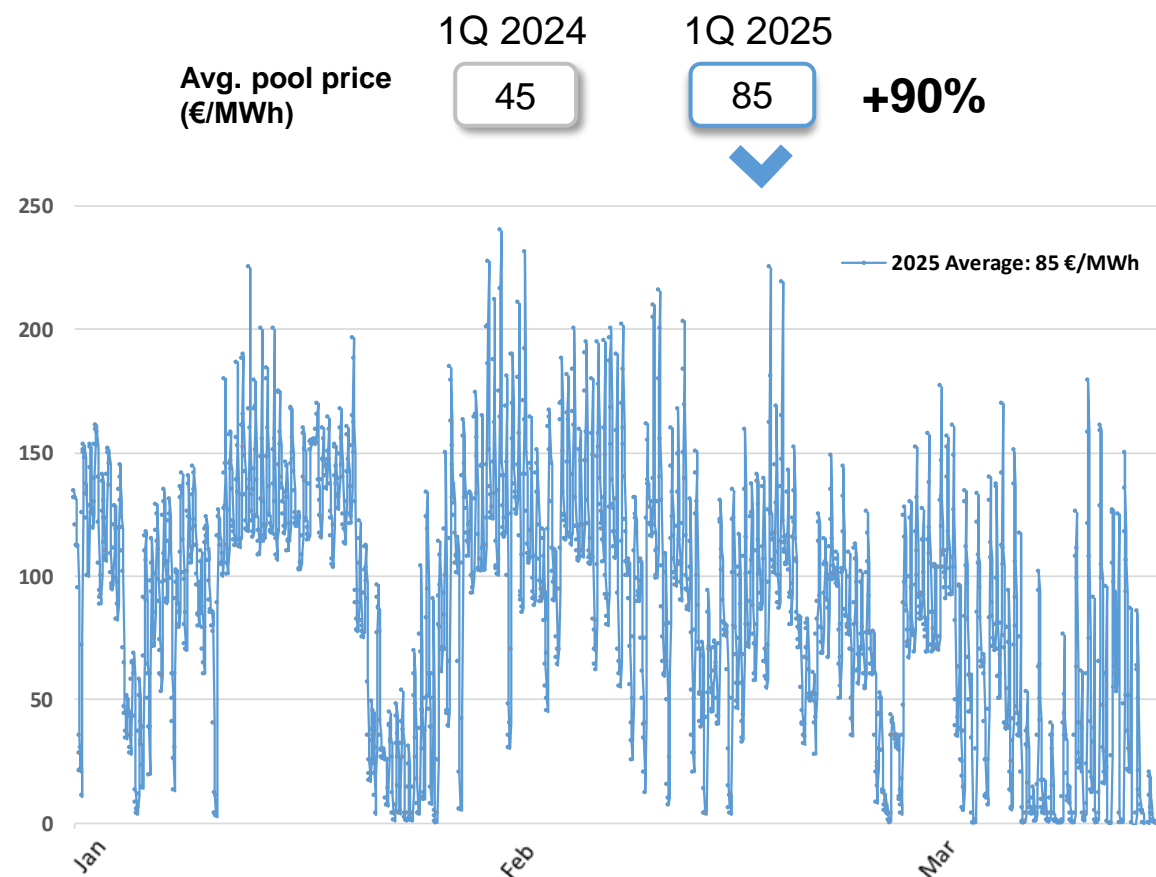 1Q 2024 1Q 2025
Avg. pool price
(€/MWh)
45 85 +90%
250
2025 Average: 85 €/MWh
200
150
100
50
0
Jan Feb Mar